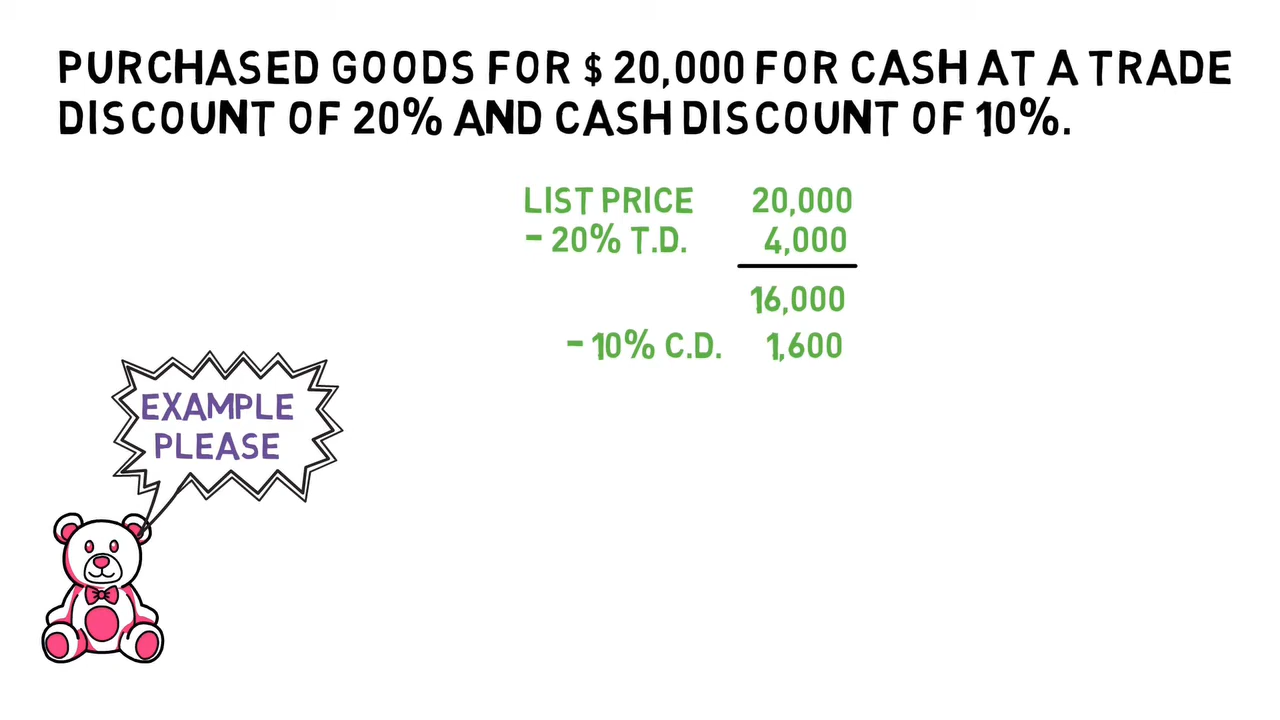 PURCHASED GOODS FOR $ 20,000 FOR CASH AT A TRADE
DISCOUNT OF 20% AND CASH DISCOUNT OF 10%.
LIST PRICE 20,000
- 20% T.D. 4,000
16,000
- 10% C.D. 1,600
EXAMPLE
PLEASE